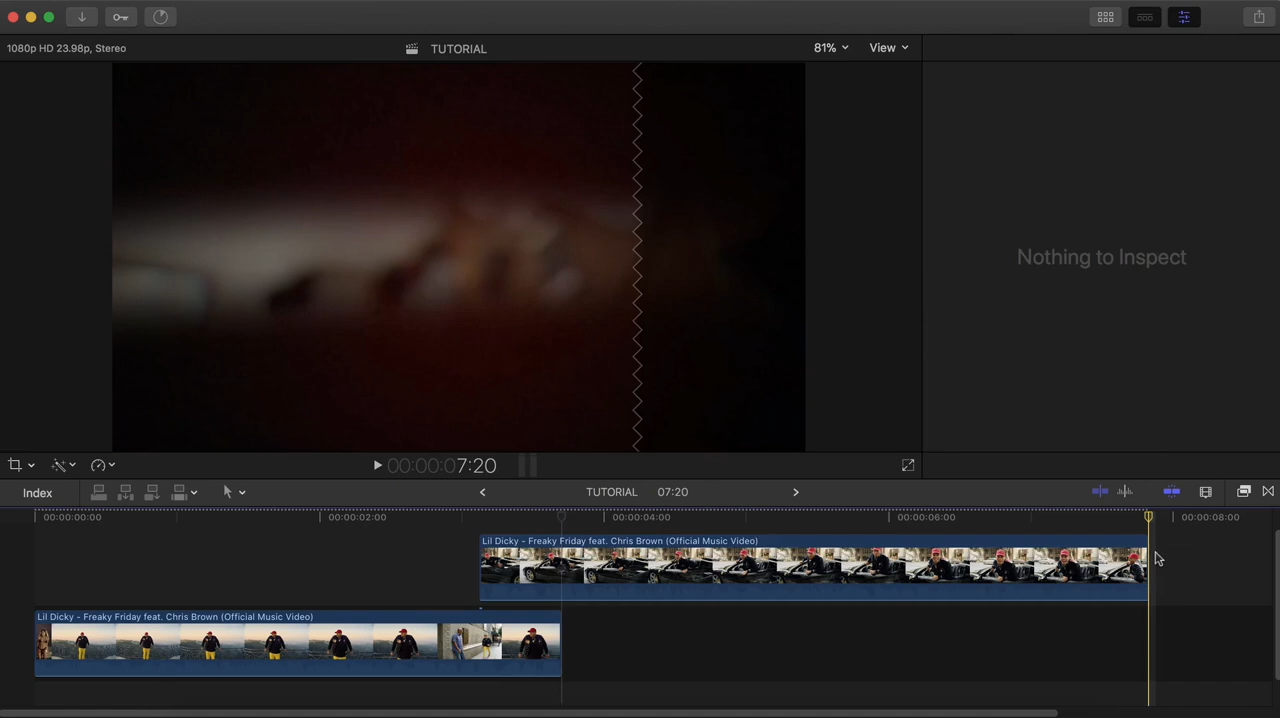 1080p HD 23.98p, Stereo
TUTORIAL
81%
View
Nothing to Inspect
00:00:00:07:20
Index
TUTORIAL
07:20
00:00:00:00
00:00:02:00
00:00:04:00
00:00:06:00
00:00:08:00
Lil Dicky - Freaky Friday feat. Chris Brown (Official Music Video)
Lil Dicky - Freaky Friday feat. Chris Brown (Official Music Video)